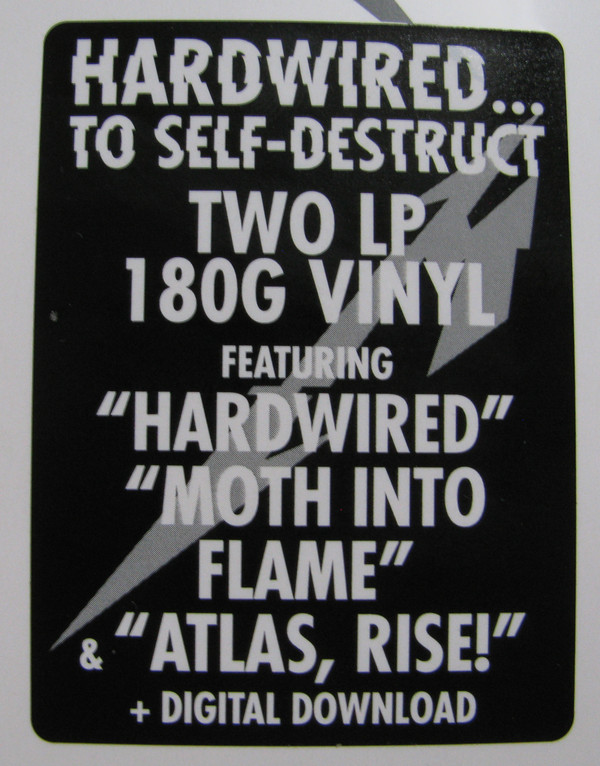 HARDWIRED...
TO SELF-DESTRUCT
TWO LP
180G VINYL
FEATURING
“HARDWIRED”
“MOTH INTO
FLAME”
& “ATLAS, RISE!”
+ DIGITAL DOWNLOAD